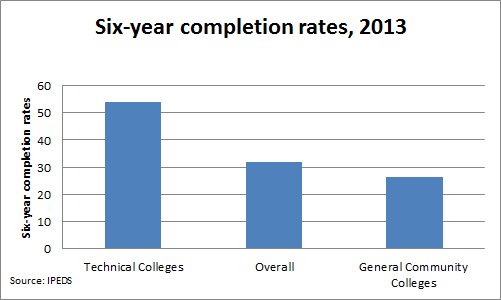 Six-year completion rates, 2013
Six-year completion rates
60
50
40
30
20
10
0
Technical Colleges
Overall
General Community
Colleges
Source: IPEDS